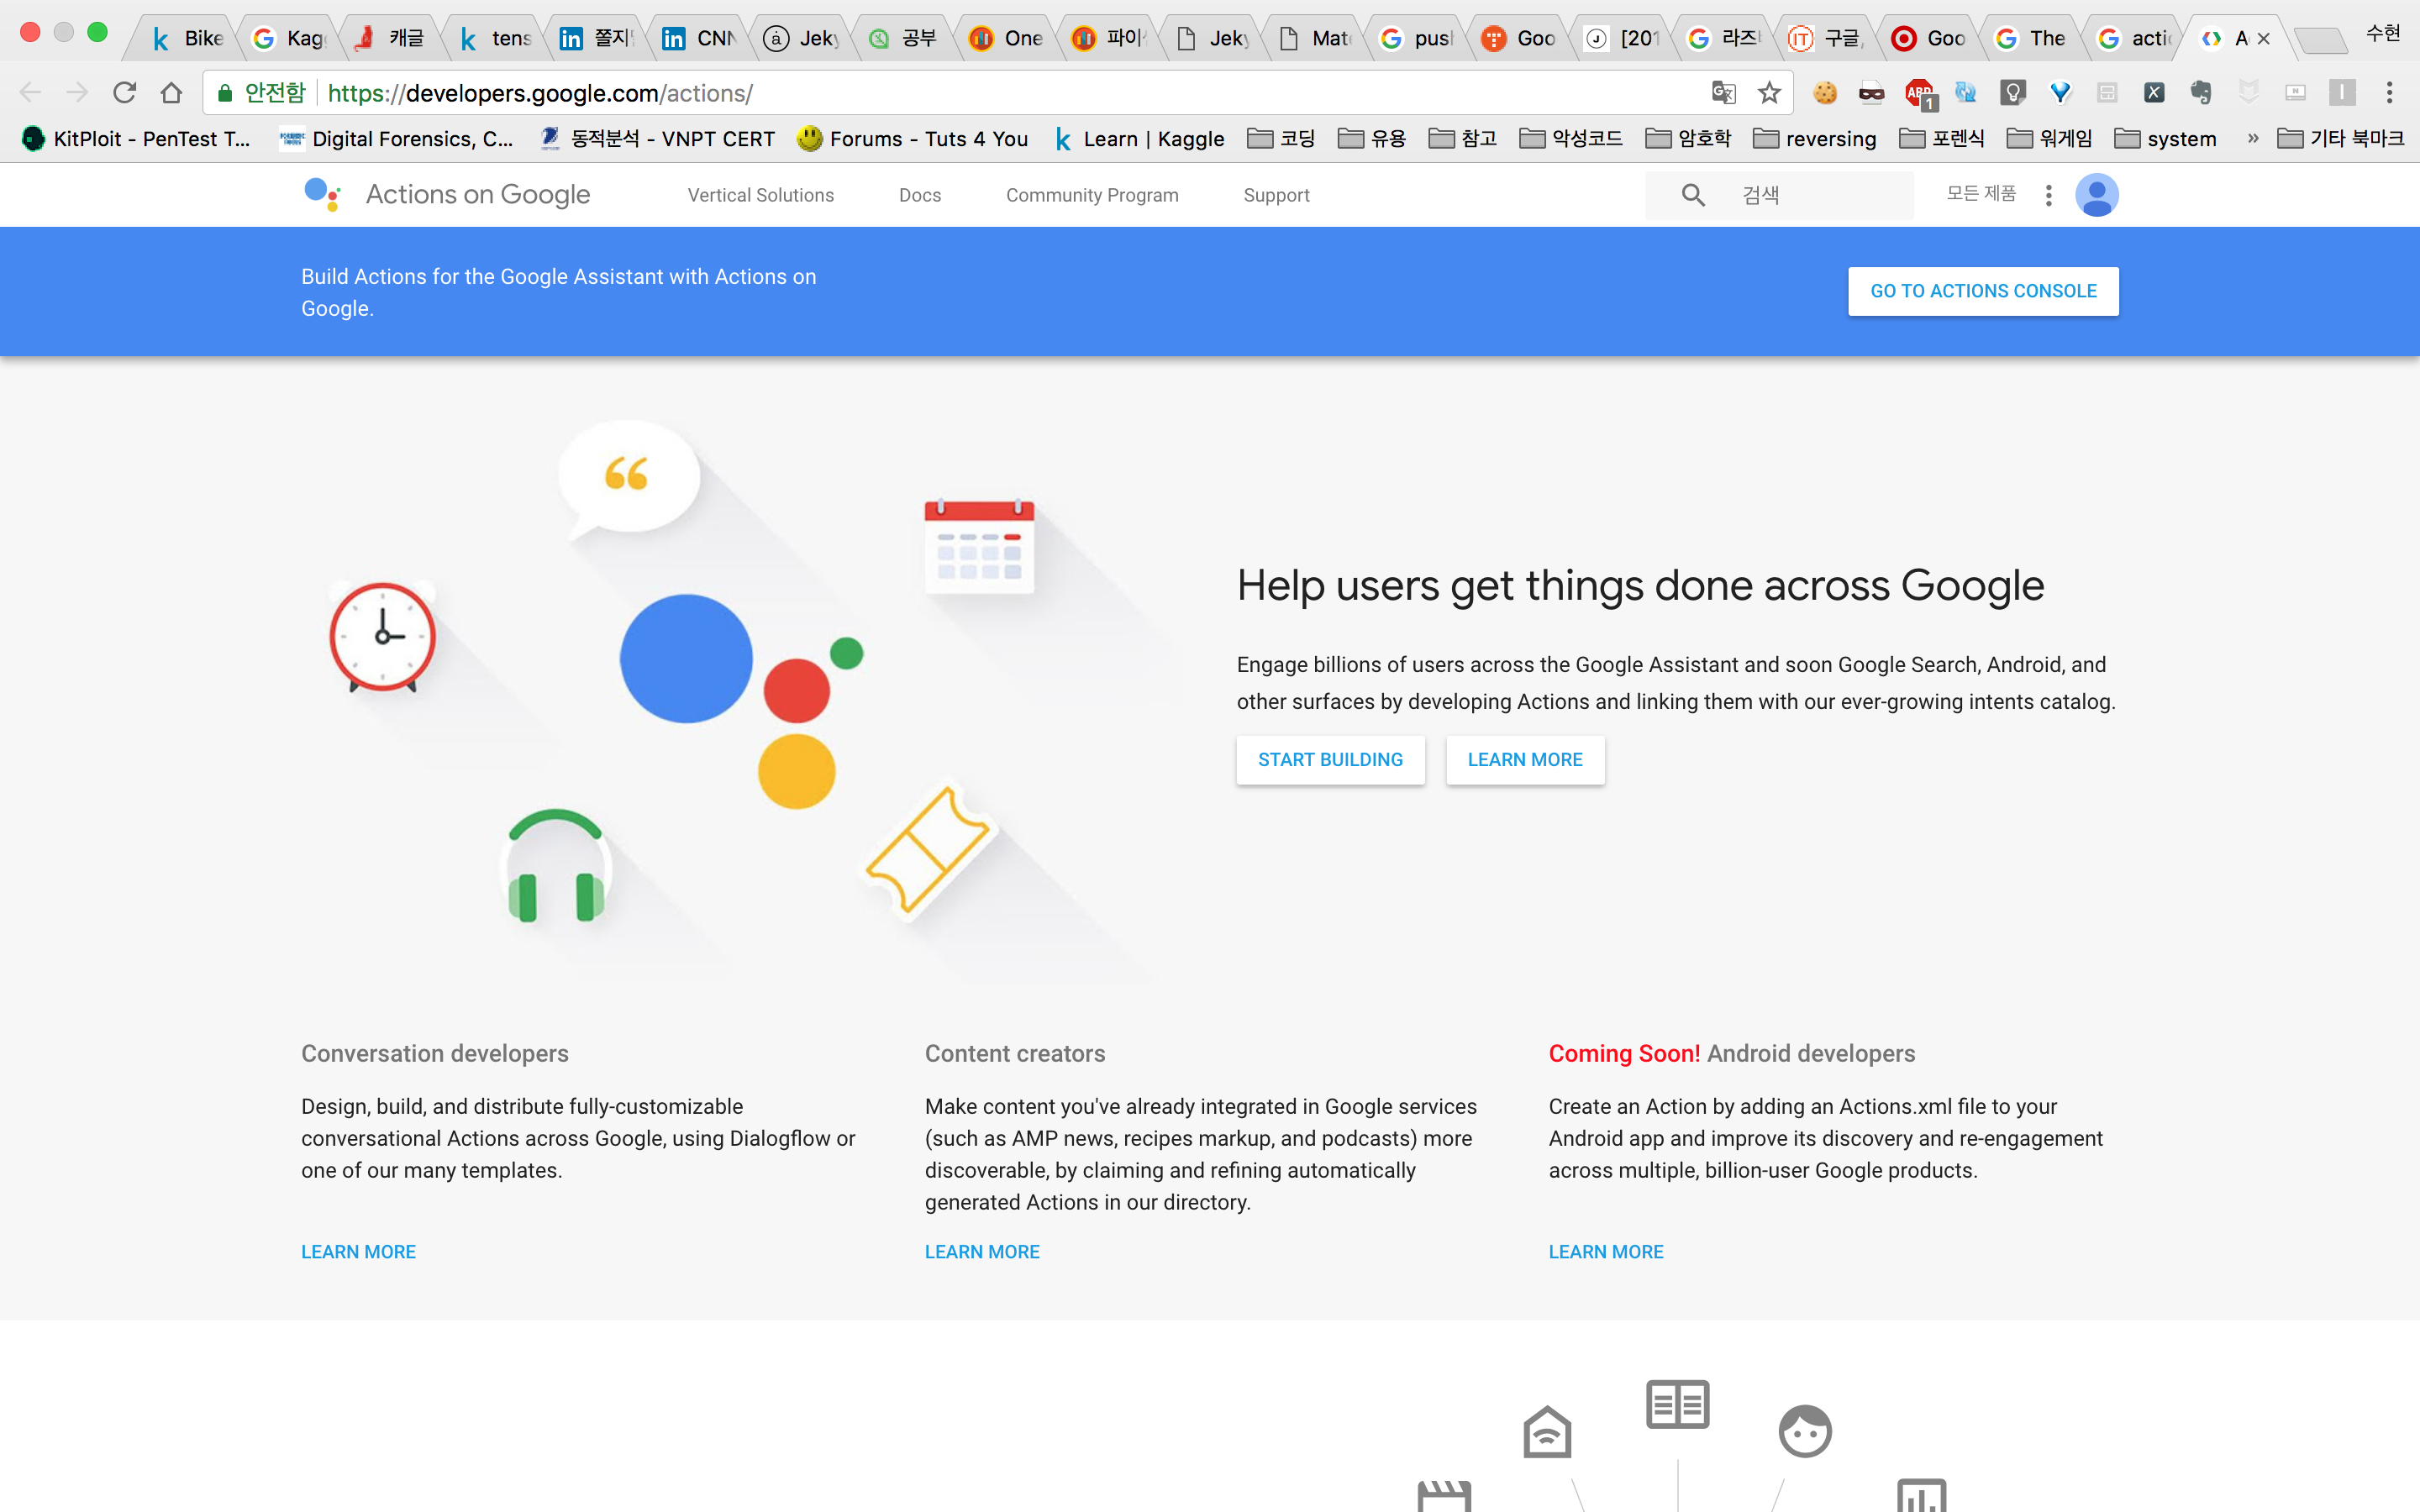 Bike
Kag
캐글
tens
쫄지
CNN
Jeky
공부
One
파이
Jeky
Mate
pus
Goo
[201
라즈
구글,
Goo
The
acti
A
수현
안전함
https://developers.google.com/actions/
ABP
1
KitPloit - PenTest T...
Digital Forensics, C...
동적분석 - VNPT CERT
Forums - Tuts 4 You
Learn | Kaggle
코딩
유용
참고
악성코드
암호학
reversing
포렌식
워게임
system
»
기타 북마크
Actions on Google
Vertical Solutions
Docs
Community Program
Support
검색
모든 제품
Build Actions for the Google Assistant with Actions on
Google.
GO TO ACTIONS CONSOLE
Help users get things done across Google
Engage billions of users across the Google Assistant and soon Google Search, Android, and
other surfaces by developing Actions and linking them with our ever-growing intents catalog.
START BUILDING
LEARN MORE
Conversation developers
Design, build, and distribute fully-customizable
conversational Actions across Google, using Dialogflow or
one of our many templates.
LEARN MORE
Content creators
Make content you've already integrated in Google services
(such as AMP news, recipes markup, and podcasts) more
discoverable, by claiming and refining automatically
generated Actions in our directory.
LEARN MORE
Coming Soon! Android developers
Create an Action by adding an Actions.xml file to your
Android app and improve its discovery and re-engagement
across multiple, billion-user Google products.
LEARN MORE